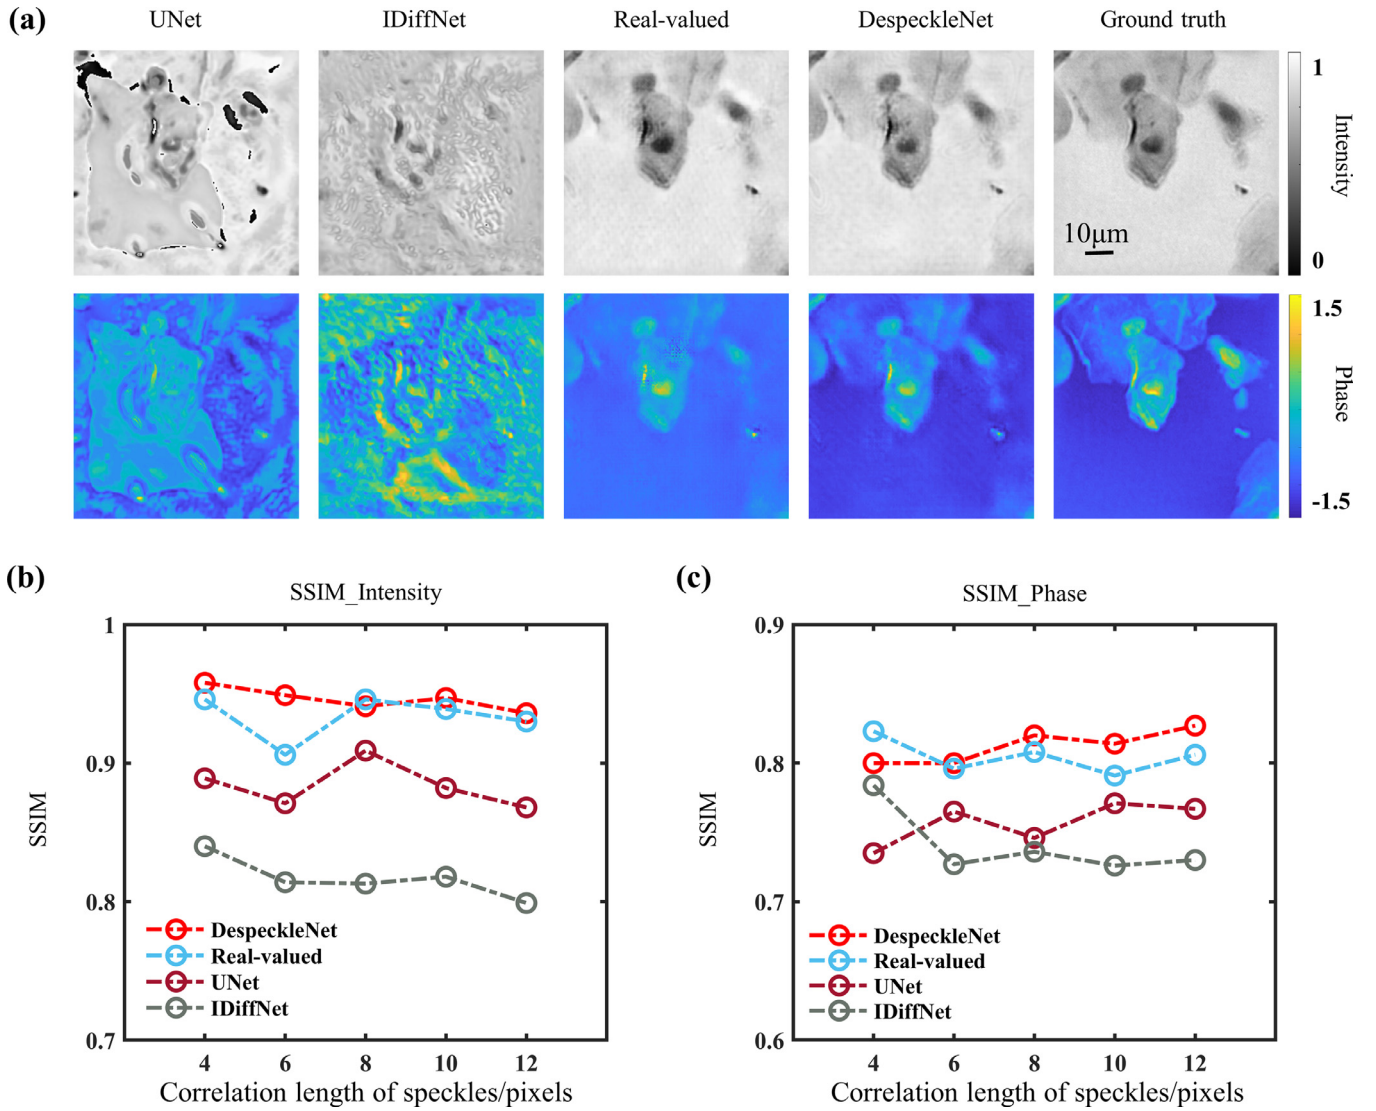 (a)
UNet IDiffNet Real-valued DespeckleNet Ground truth
1
Intensity
0
10μm
1.5
Phase
-1.5
(b)
SSIM_Intensity
1
0.9
0.8
0.7
SSIM
DespeckleNet
Real-valued
UNet
IDiffNet
4 6 8 10 12
Correlation length of speckles/pixels
(c)
SSIM_Phase
0.9
0.8
0.7
0.6
SSIM
DespeckleNet
Real-valued
UNet
IDiffNet
4 6 8 10 12
Correlation length of speckles/pixels